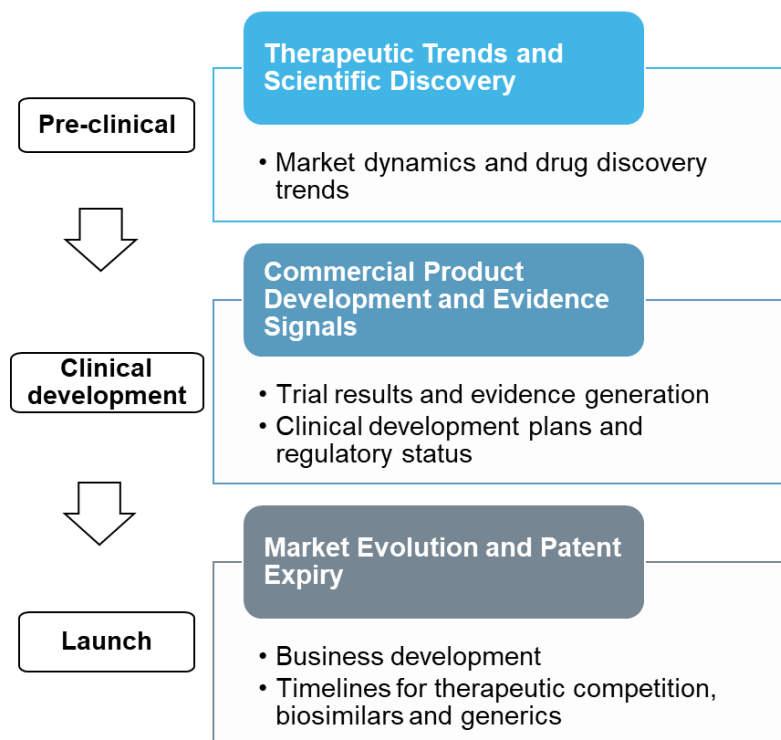 Therapeutic Trends and
Scientific Discovery
Pre-clinical
• Market dynamics and drug discovery
trends
Commercial Product
Development and Evidence
Signals
Clinical
development
• Trial results and evidence generation
• Clinical development plans and
regulatory status
Market Evolution and Patent
Expiry
Launch
• Business development
• Timelines for therapeutic competition,
biosimilars and generics